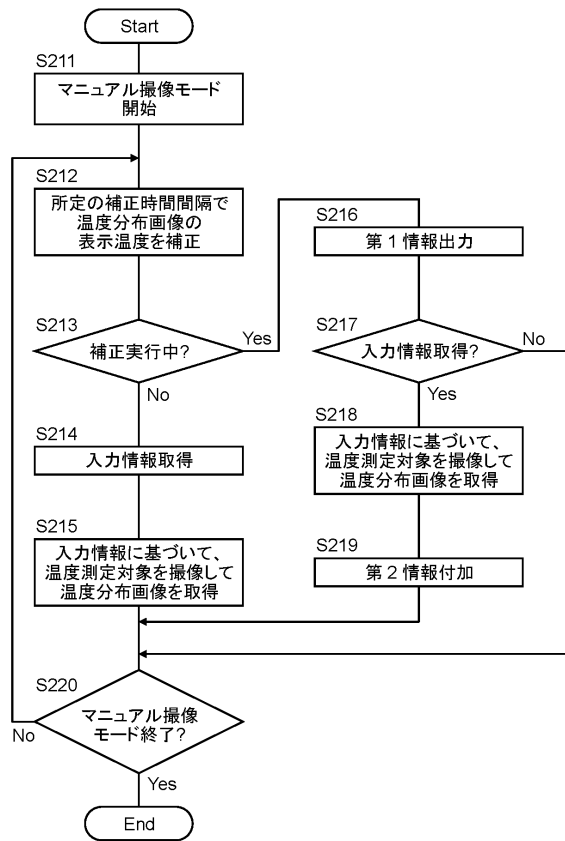 Start
S211
マニュアル撮像モード
開始
S212
所定の補正時間間隔で
温度分布画像の
表示温度を補正
S213
補正実行中?
Yes
No
S214
入力情報取得
S215
入力情報に基づいて、
温度測定対象を撮像して
温度分布画像を取得
S216
第1情報出力
S217
入力情報取得?
No
Yes
S218
入力情報に基づいて、
温度測定対象を撮像して
温度分布画像を取得
S219
第2情報付加
S220
マニュアル撮像
モード終了?
No
Yes
End